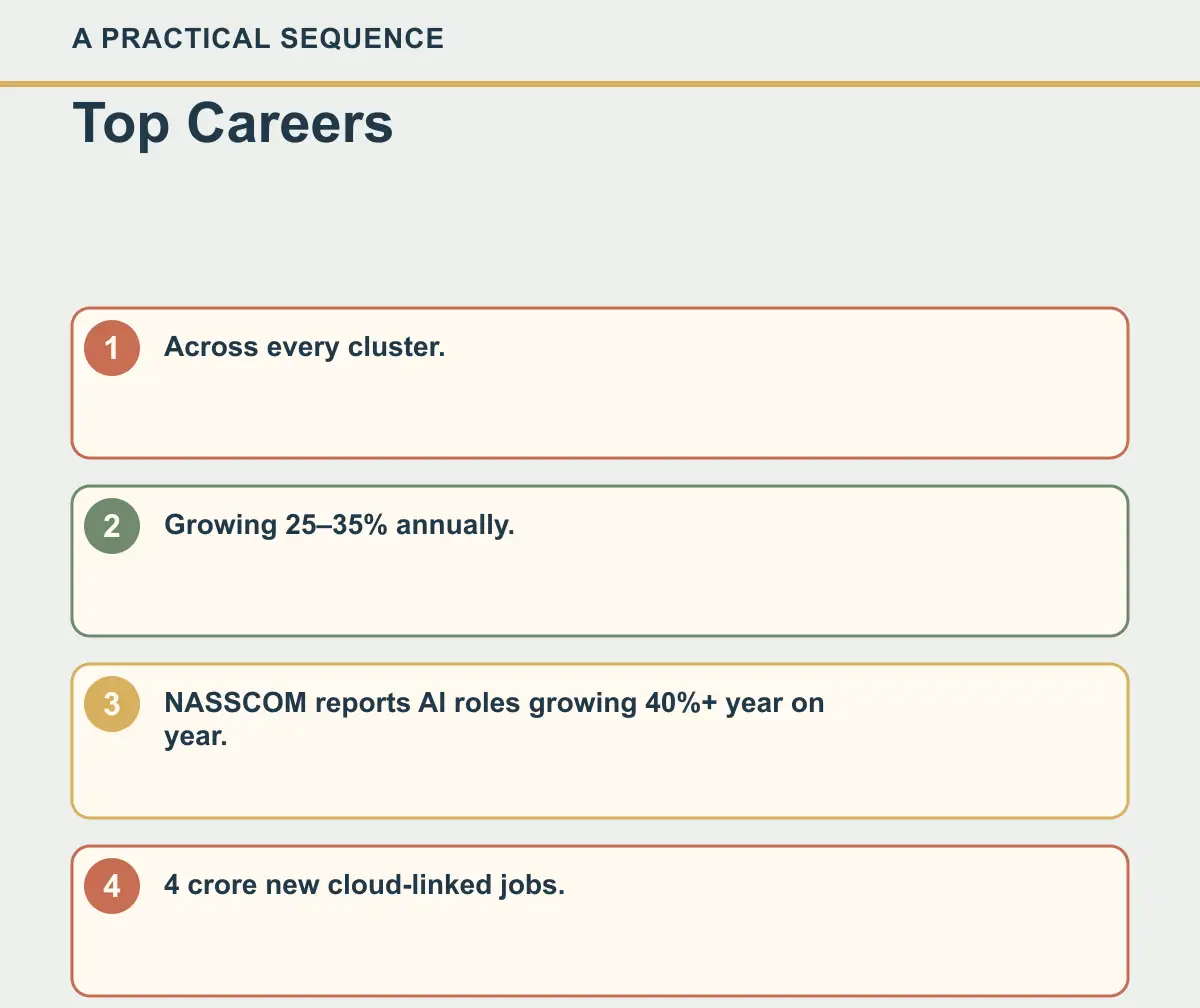 A PRACTICAL SEQUENCE
Top Careers
1
Across every cluster.
2
Growing 25–35% annually.
3
NASSCOM reports AI roles growing 40%+ year on
year.
4
4 crore new cloud-linked jobs.